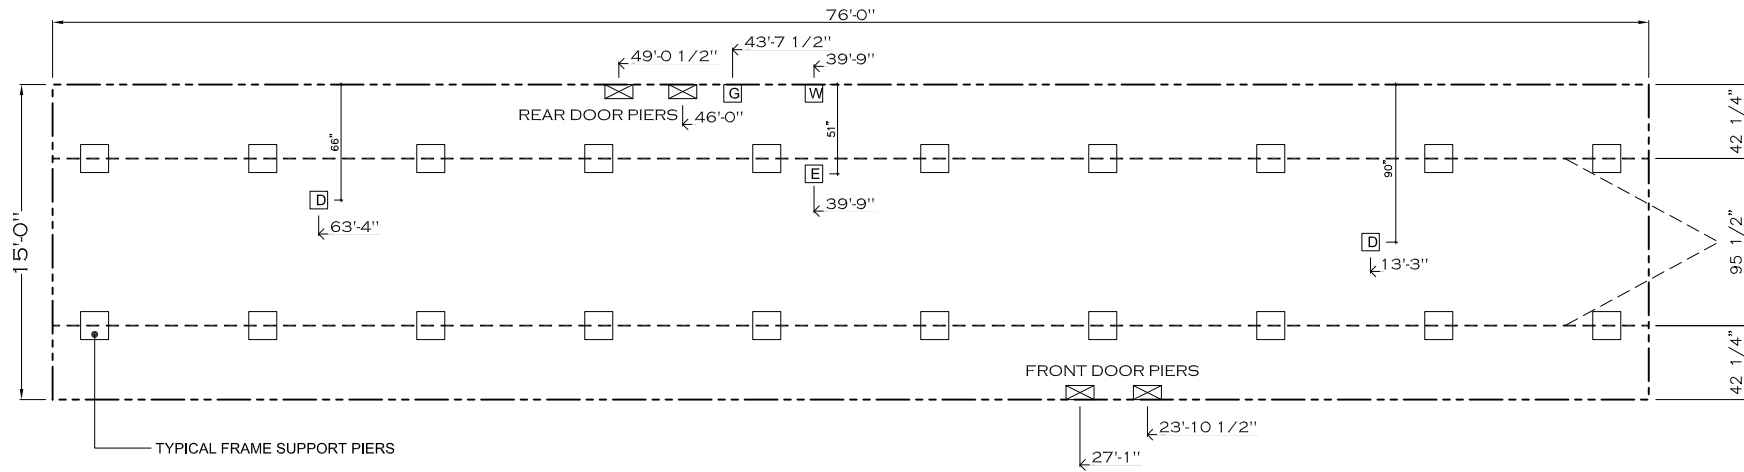 76'-0"
49'-0 1/2"
43'-7 1/2"
39'-9"
G
W
REAR DOOR PIERS
46'-0"
42 1/4"
66"
51"
90"
E
D
39'-9"
63'-4"
15'-0"
D
13'-3"
95 1/2"
FRONT DOOR PIERS
42 1/4"
23'-10 1/2"
27'-1"
TYPICAL FRAME SUPPORT PIERS